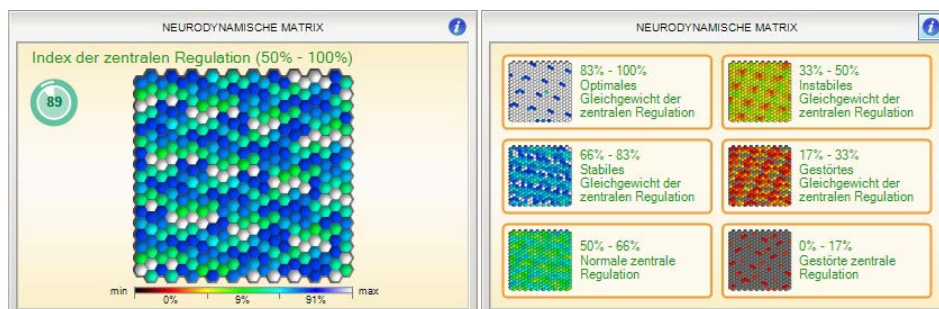 NEURODYNAMISCHE MATRIX
i
Index der zentralen Regulation (50% - 100%)
89
min
max
0%
9%
91%
NEURODYNAMISCHE MATRIX
i
83% - 100%
Optimales
Gleichgewicht der
zentralen Regulation
33% - 50%
Instabiles
Gleichgewicht der
zentralen Regulation
66% - 83%
Stabiles
Gleichgewicht der
zentralen Regulation
17% - 33%
Gestörtes
Gleichgewicht der
zentralen Regulation
50% - 66%
Normale zentrale
Regulation
0% - 17%
Gestörte zentrale
Regulation